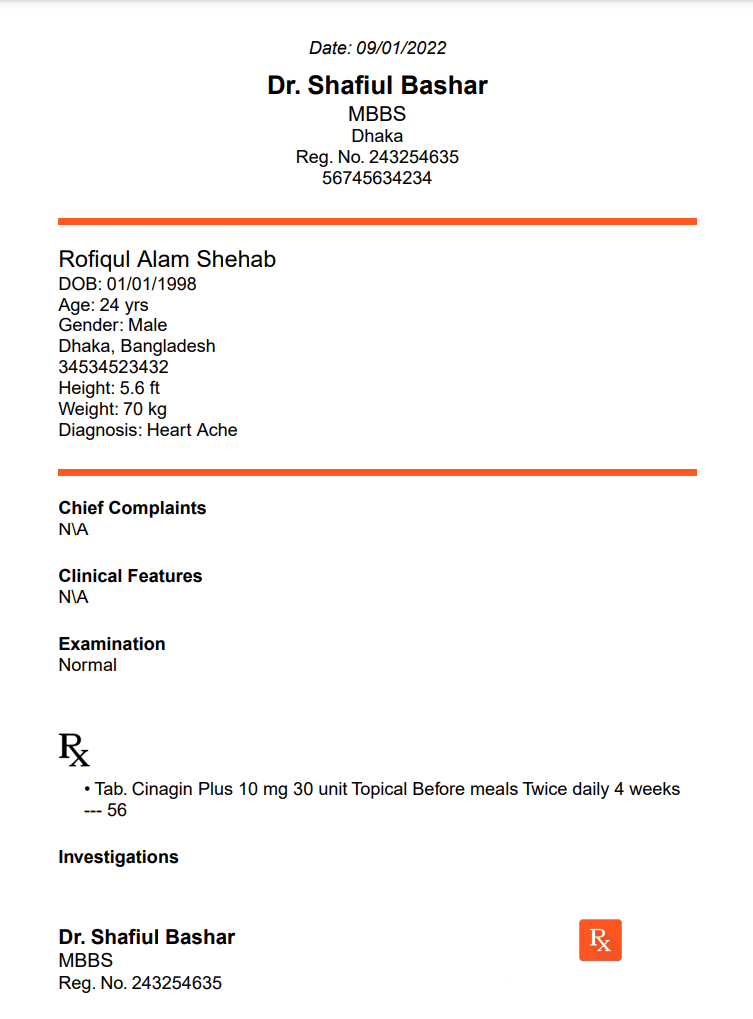 Date: 09/01/2022
Dr. Shafiul Bashar
MBBS
Dhaka
Reg. No. 243254635
56745634234
Rofiqul Alam Shehab
DOB: 01/01/1998
Age: 24 yrs
Gender: Male
Dhaka, Bangladesh
34534523432
Height: 5.6 ft
Weight: 70 kg
Diagnosis: Heart Ache
Chief Complaints
N\A
Clinical Features
N\A
Examination
Normal
Rx
• Tab. Cinagin Plus 10 mg 30 unit Topical Before meals Twice daily 4 weeks
--- 56
Investigations
Dr. Shafiul Bashar
Rx
MBBS
Reg. No. 243254635